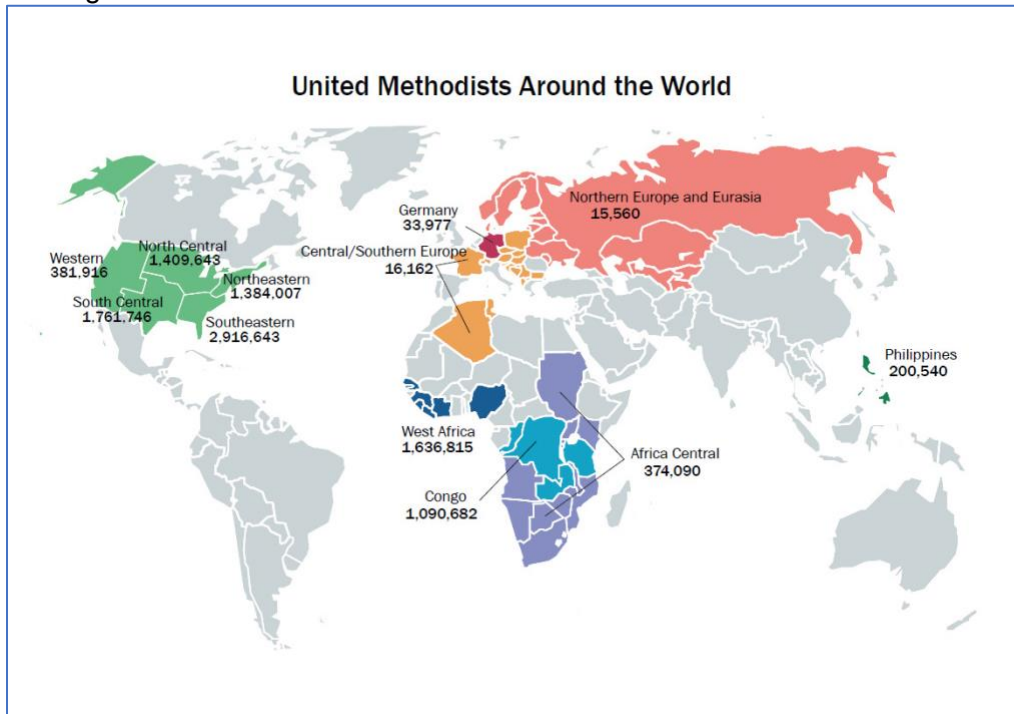 United Methodists Around the World
Northern Europe and Eurasia
15,560
Germany
33,977
Central/Southern Europe
16,162
North Central
1,409,643
Western
381,916
Northeastern
1,384,007
South Central
1,761,746
Southeastern
2,916,643
Philippines
200,540
West Africa
1,636,815
Africa Central
374,090
Congo
1,090,682